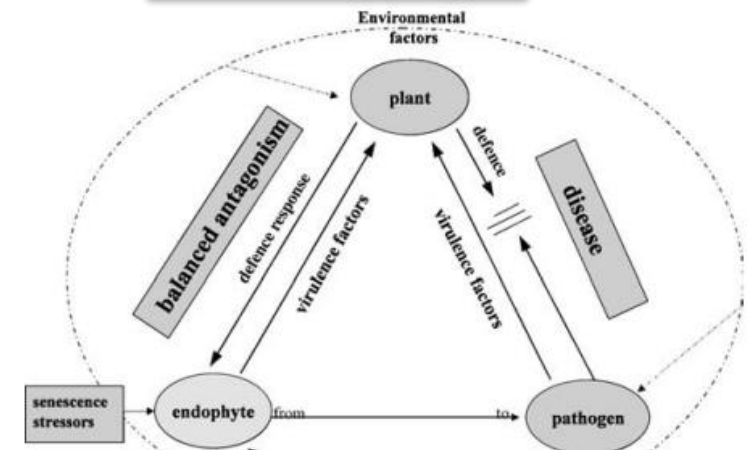 Environmental
factors
plant
defence
balanced antagonism
disease
defence response
virulence factors
virulence factors
senescence
stressors
endophyte
from
to
pathogen